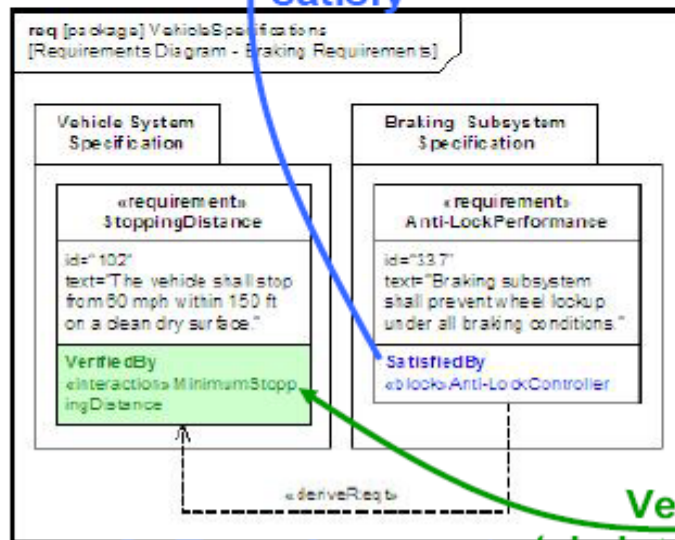 satisfy
req [package] VehicleSpecifications
[Requirements Diagram - Braking Requirements]
Vehicle System
Specification
Braking Subsystem
Specification
«requirement»
StoppingDistance
id="102"
text="The vehicle shall stop
from 60 mph within 150 ft
on a clean dry surface."
VerifiedBy
«interaction» MinimumStopp
ingDistance
«requirement»
Anti-LockPerformance
id="337"
text="Braking subsystem
shall prevent wheel lockup
under all braking conditions."
SatisfiedBy
«block» Anti-LockController
«deriveReqt»
Ve